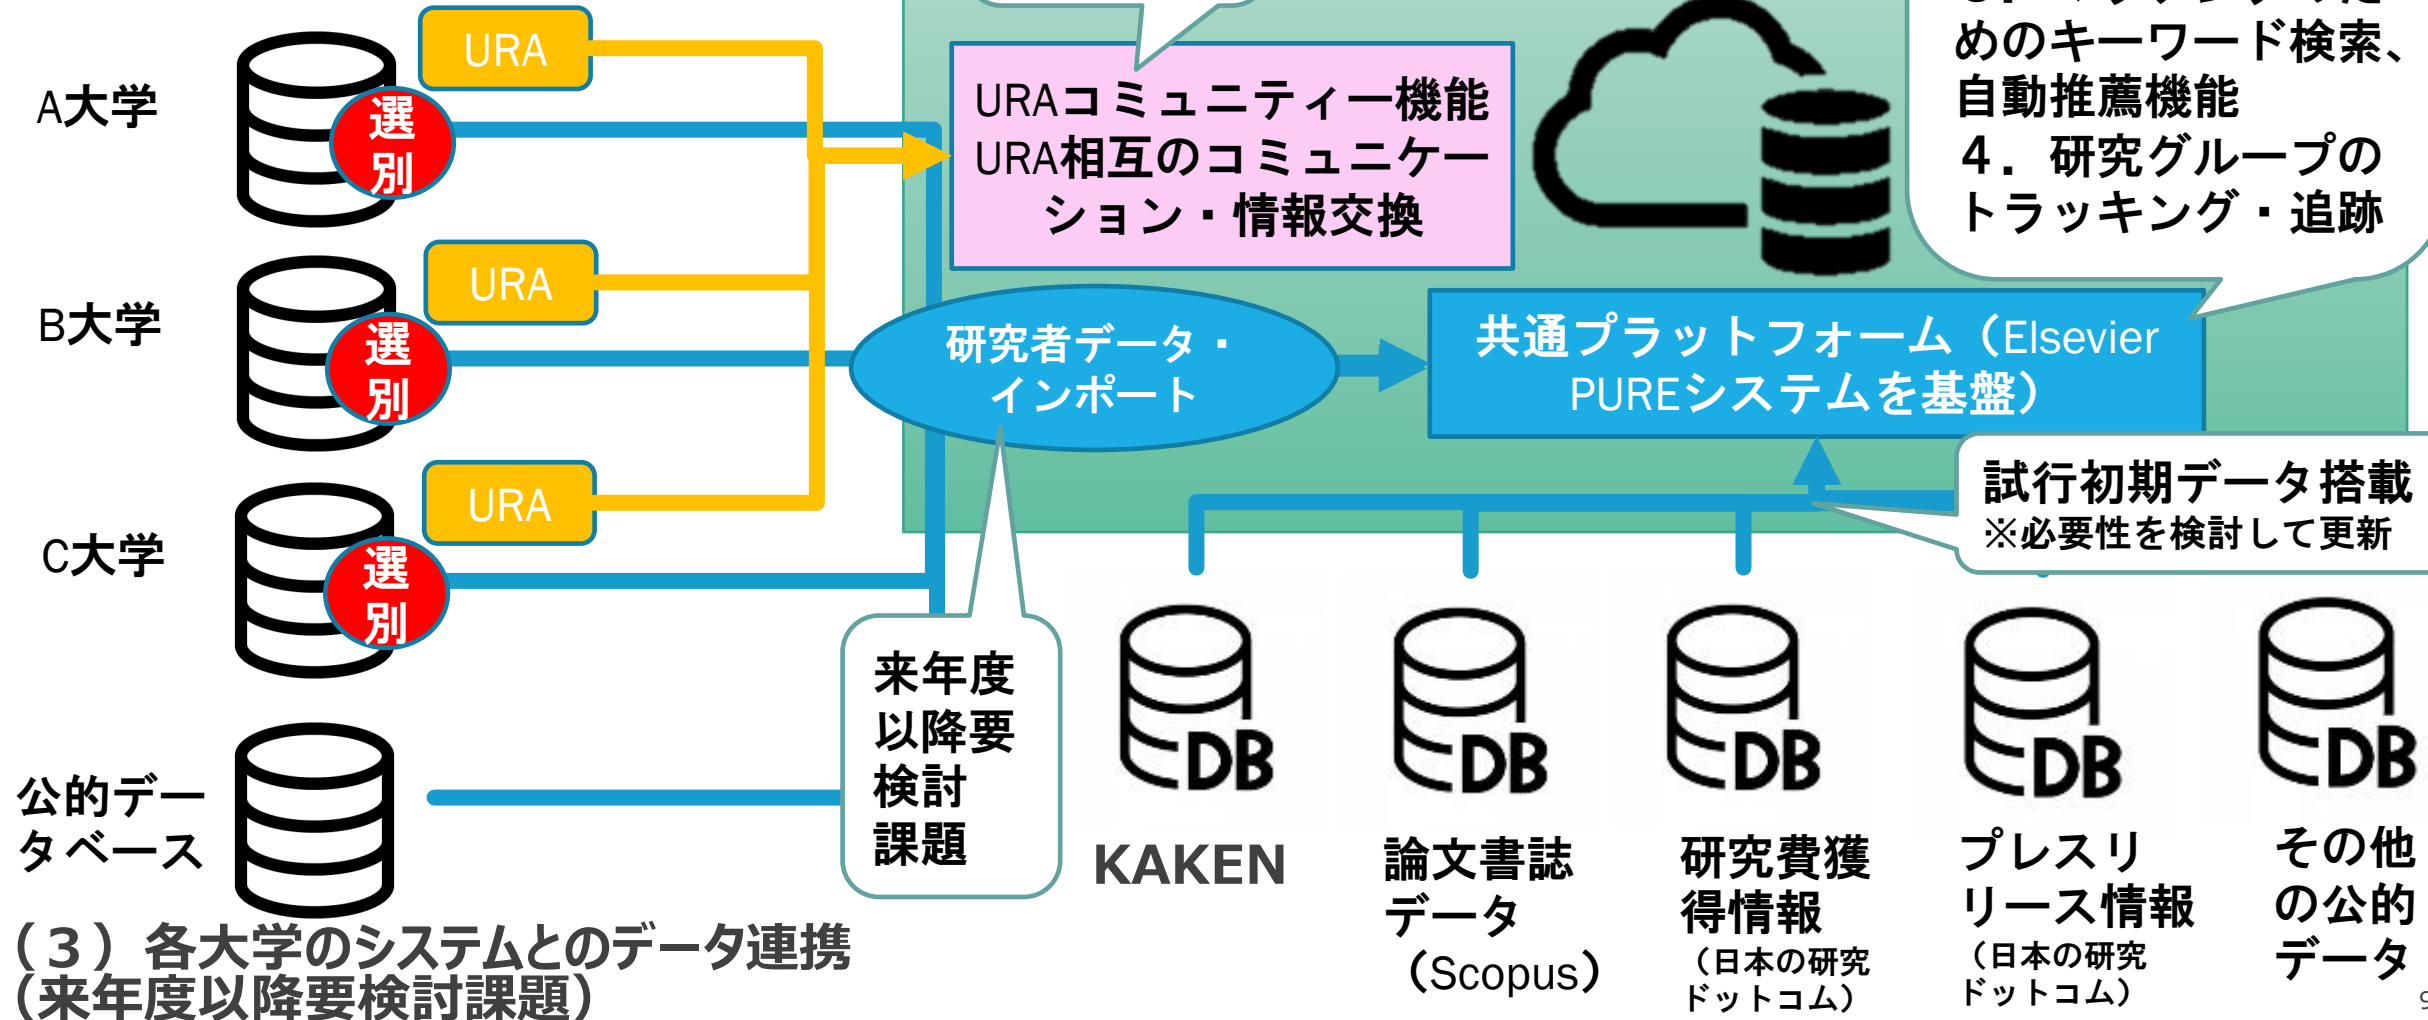 A大学
URA
選
別
B大学
URA
選
別
C大学
URA
選
別
公的デー
タベース
URAコミュニティー機能
URA相互のコミュニケー
ション・情報交換
めのキーワード検索、
自動推薦機能
４．研究グループの
トラッキング・追跡
研究者データ・
インポート
共通プラットフォーム（Elsevier
PUREシステムを基盤）
試行初期データ搭載
※必要性を検討して更新
来年度
以降要
検討
課題
DB
DB
DB
DB
DB
KAKEN
論文書誌
データ
（Scopus）
研究費獲
得情報
（日本の研究
ドットコム）
プレスリ
リース情報
（日本の研究
ドットコム）
その他
の公的
データ
（３）各大学のシステムとのデータ連携
（来年度以降要検討課題）